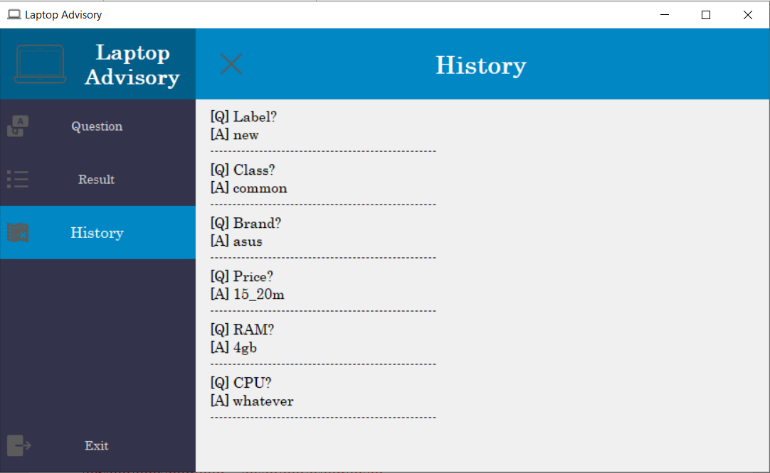 Laptop Advisory
Laptop
Advisory
History
Question
Result
History
Exit
[Q] Label?
[A] new
--------------------------------------------------
[Q] Class?
[A] common
--------------------------------------------------
[Q] Brand?
[A] asus
--------------------------------------------------
[Q] Price?
[A] 15_20m
--------------------------------------------------
[Q] RAM?
[A] 4gb
--------------------------------------------------
[Q] CPU?
[A] whatever
--------------------------------------------------